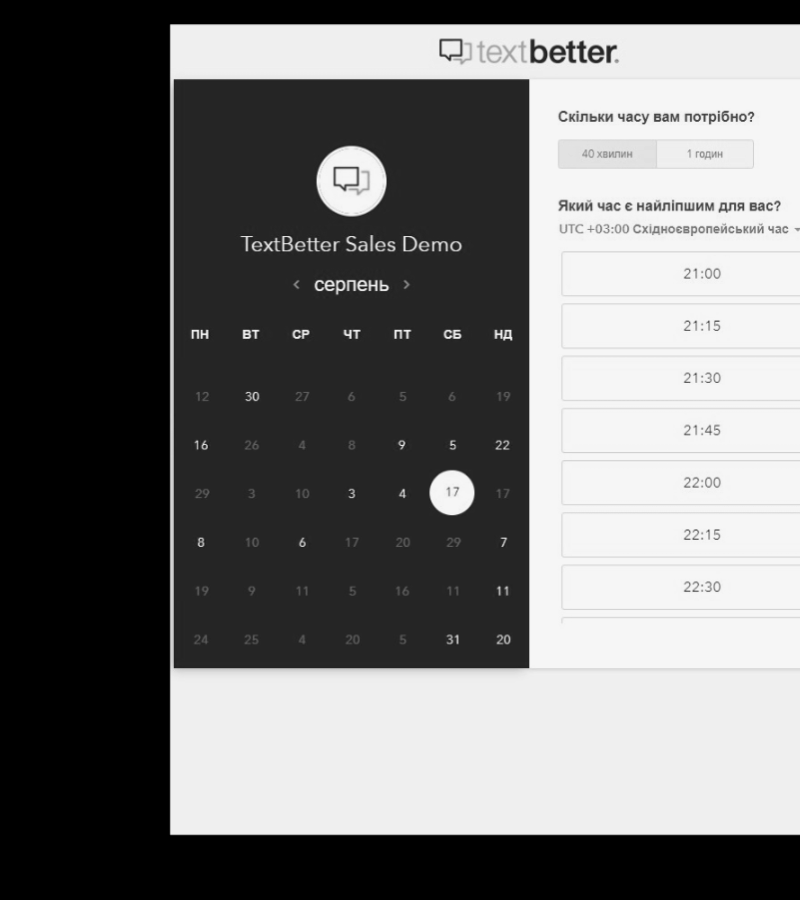 textbetter.
TextBetter Sales Demo
< серпень >
ПН ВТ СР ЧТ ПТ СБ НД
12 30 27 6 5 6 19
16 26 4 8 9 5 22
29 3 10 3 4 17 17
8 10 6 17 20 29 7
19 9 11 5 16 11 11
24 25 4 20 5 31 20
Скільки часу вам потрібно?
40 хвилин 1 годин
Який час є найліпшим для вас?
UTC +03:00 Східноєвропейський час
21:00
21:15
21:30
21:45
22:00
22:15
22:30